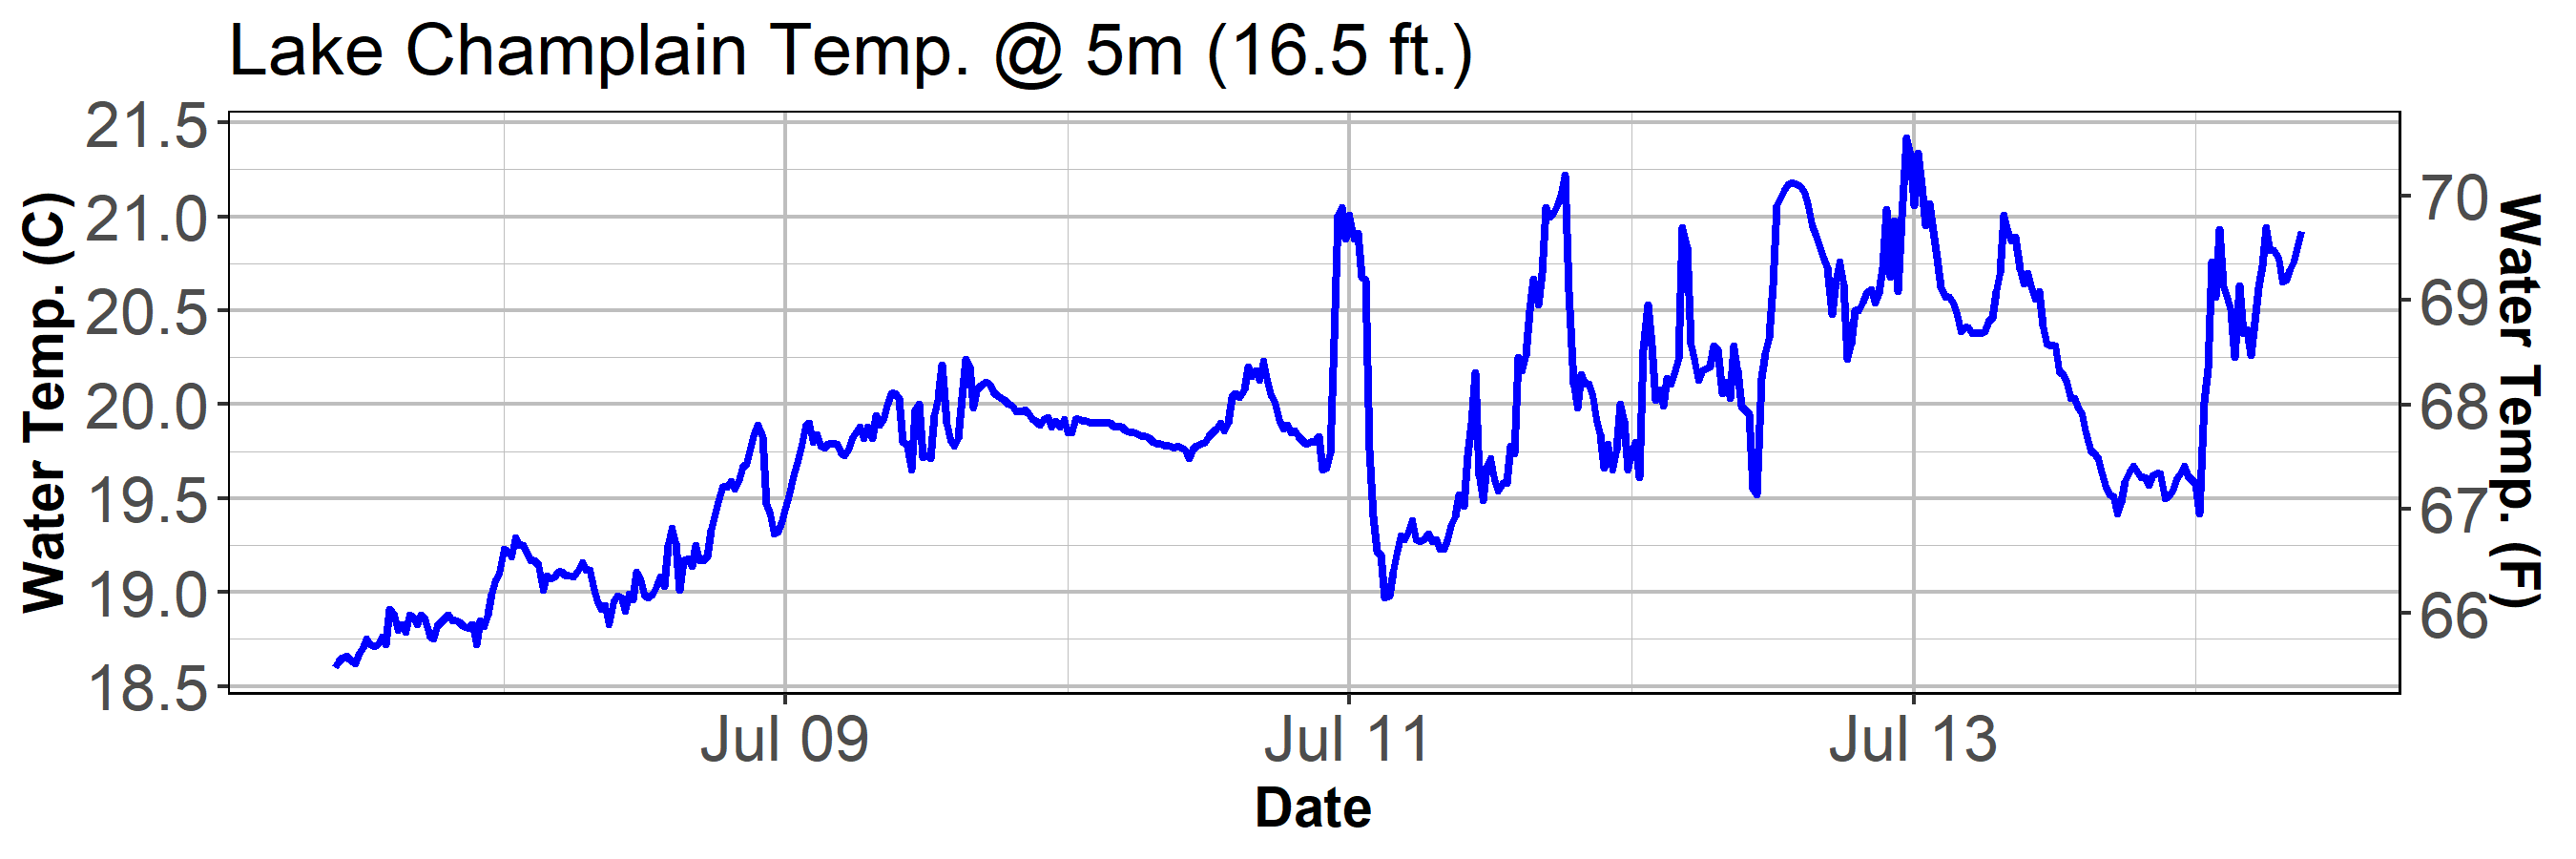 Lake Champlain Temp. @ 5m (16.5 ft.)
Water Temp. (C)
21.5
21.0
20.5
20.0
19.5
19.0
18.5
70
69
68
67
66
Water Temp. (F)
Jul 09 Jul 11 Jul 13
Date